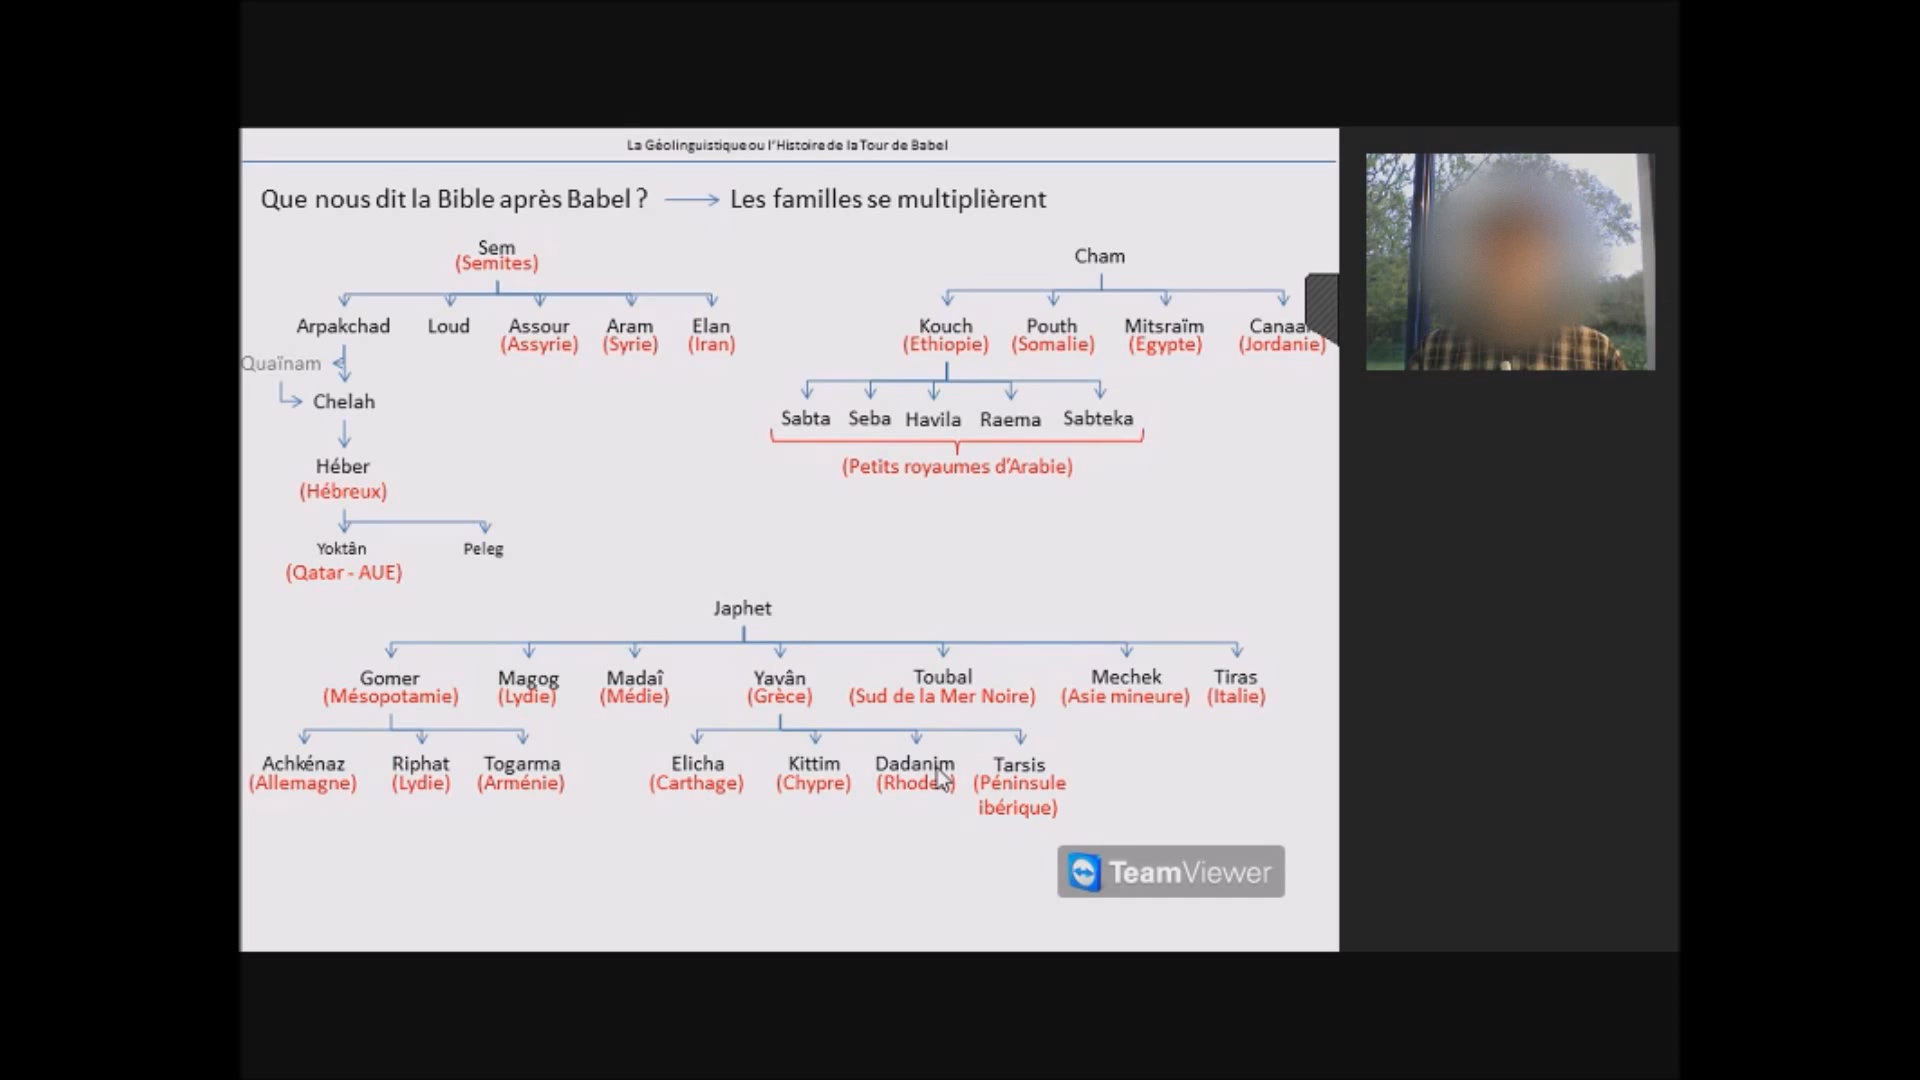 La Géolinguistique ou l'Histoire de la Tour de Babel
Que nous dit la Bible après Babel ? Les familles se multiplièrent
Sem
(Semites)
Cham
Arpakchad Loud Assour Aram Elan
(Assyrie) (Syrie) (Iran)
Kouch Pouth Mitsraïm
(Ethiopie) (Somalie) (Egypte) (Jordanie)
Quaïnam
Chelah
Sabta Seba Havila Raema Sabteka
(Petits royaumes d'Arabie)
Héber
(Hébreux)
Yoktân Peleg
(Qatar - AUE)
Japhet
Gomer Magog Madaî Yavân Toubal Mechek Tiras
(Mésopotamie) (Lydie) (Médie) (Grèce) (Sud de la Mer Noire) (Asie mineure) (Italie)
Achkénaz Riphat Togarma Elicha Kittim Dadanim Tarsis
(Allemagne) (Lydie) (Arménie) (Carthage) (Chypre) (Rhodes) (Péninsule
ibérique)
TeamViewer